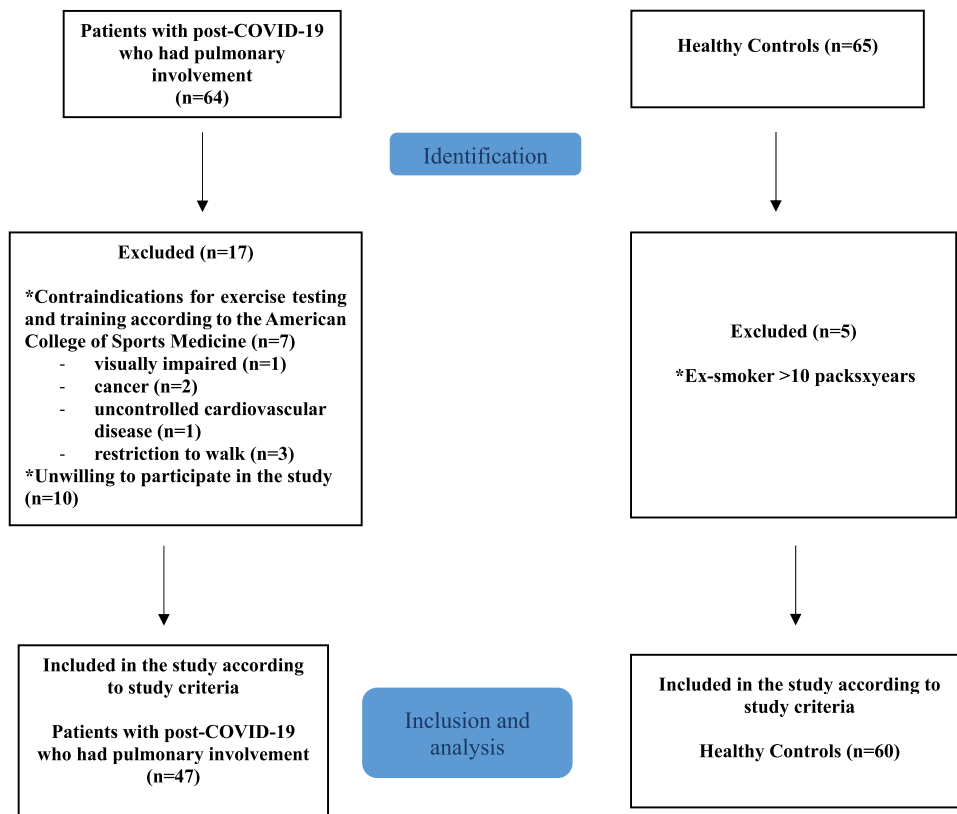 Patients with post-COVID-19
who had pulmonary
involvement
(n=64)
Healthy Controls (n=65)
Identification
Excluded (n=17)
*Contraindications for exercise testing
and training according to the American
College of Sports Medicine (n=7)
- visually impaired (n=1)
- cancer (n=2)
- uncontrolled cardiovascular
disease (n=1)
- restriction to walk (n=3)
*Unwilling to participate in the study
(n=10)
Excluded (n=5)
*Ex-smoker >10 packsxyears
Included in the study according
to study criteria
Patients with post-COVID-19
who had pulmonary involvement
(n=47)
Inclusion and
analysis
Included in the study according to
study criteria
Healthy Controls (n=60)